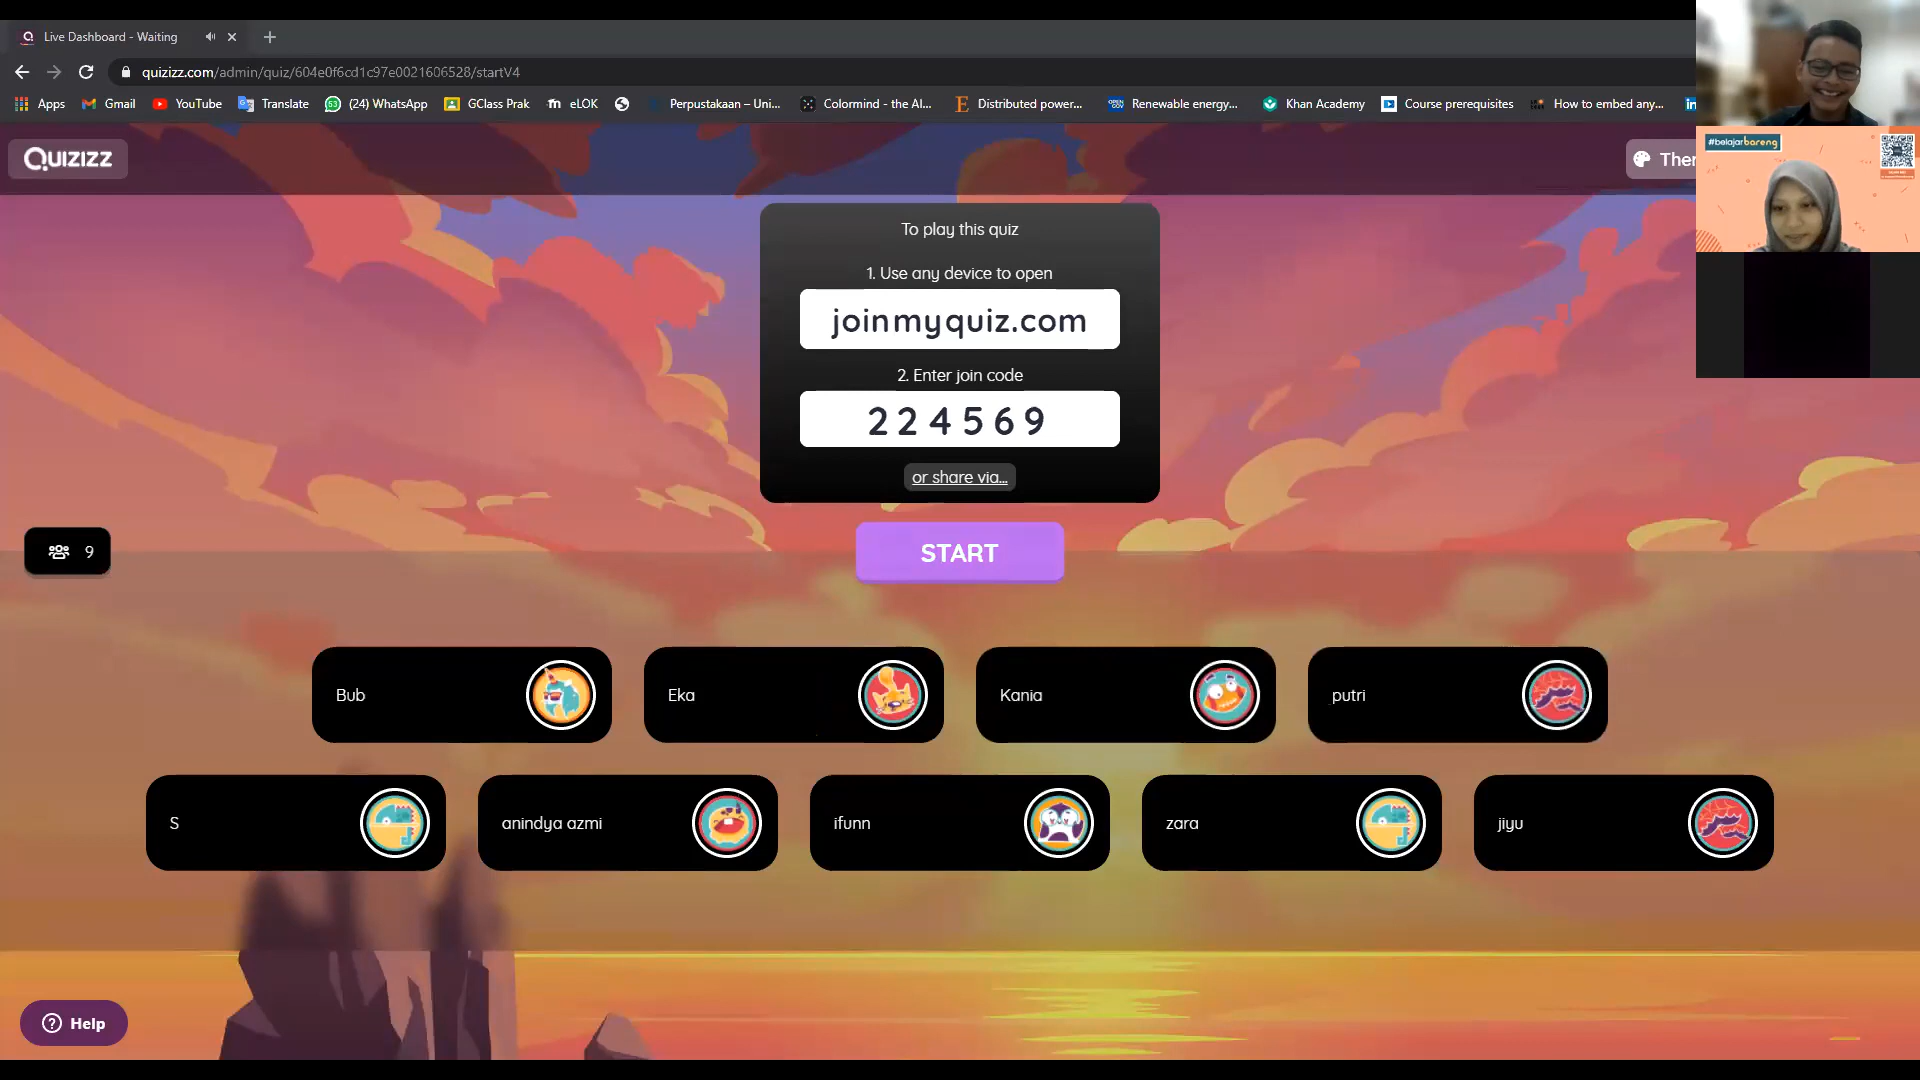 Live Dashboard - Waiting
quizizz.com/admin/quiz/604e0f6cd1c97e0021606528/startV4
Apps Gmail YouTube Translate (24) WhatsApp GClass Prak eLOK Perpustakaan – Uni... Colormind - the AI... Distributed power... Renewable energy... Khan Academy Course prerequisites How to embed any...
#belajarbareng
Quizizz
To play this quiz
1. Use any device to open
joinmyquiz.com
2. Enter join code
224569
or share via...
9
START
Bub
Eka
Kania
putri
S
anindya azmi
ifunn
zara
jiyu
Help